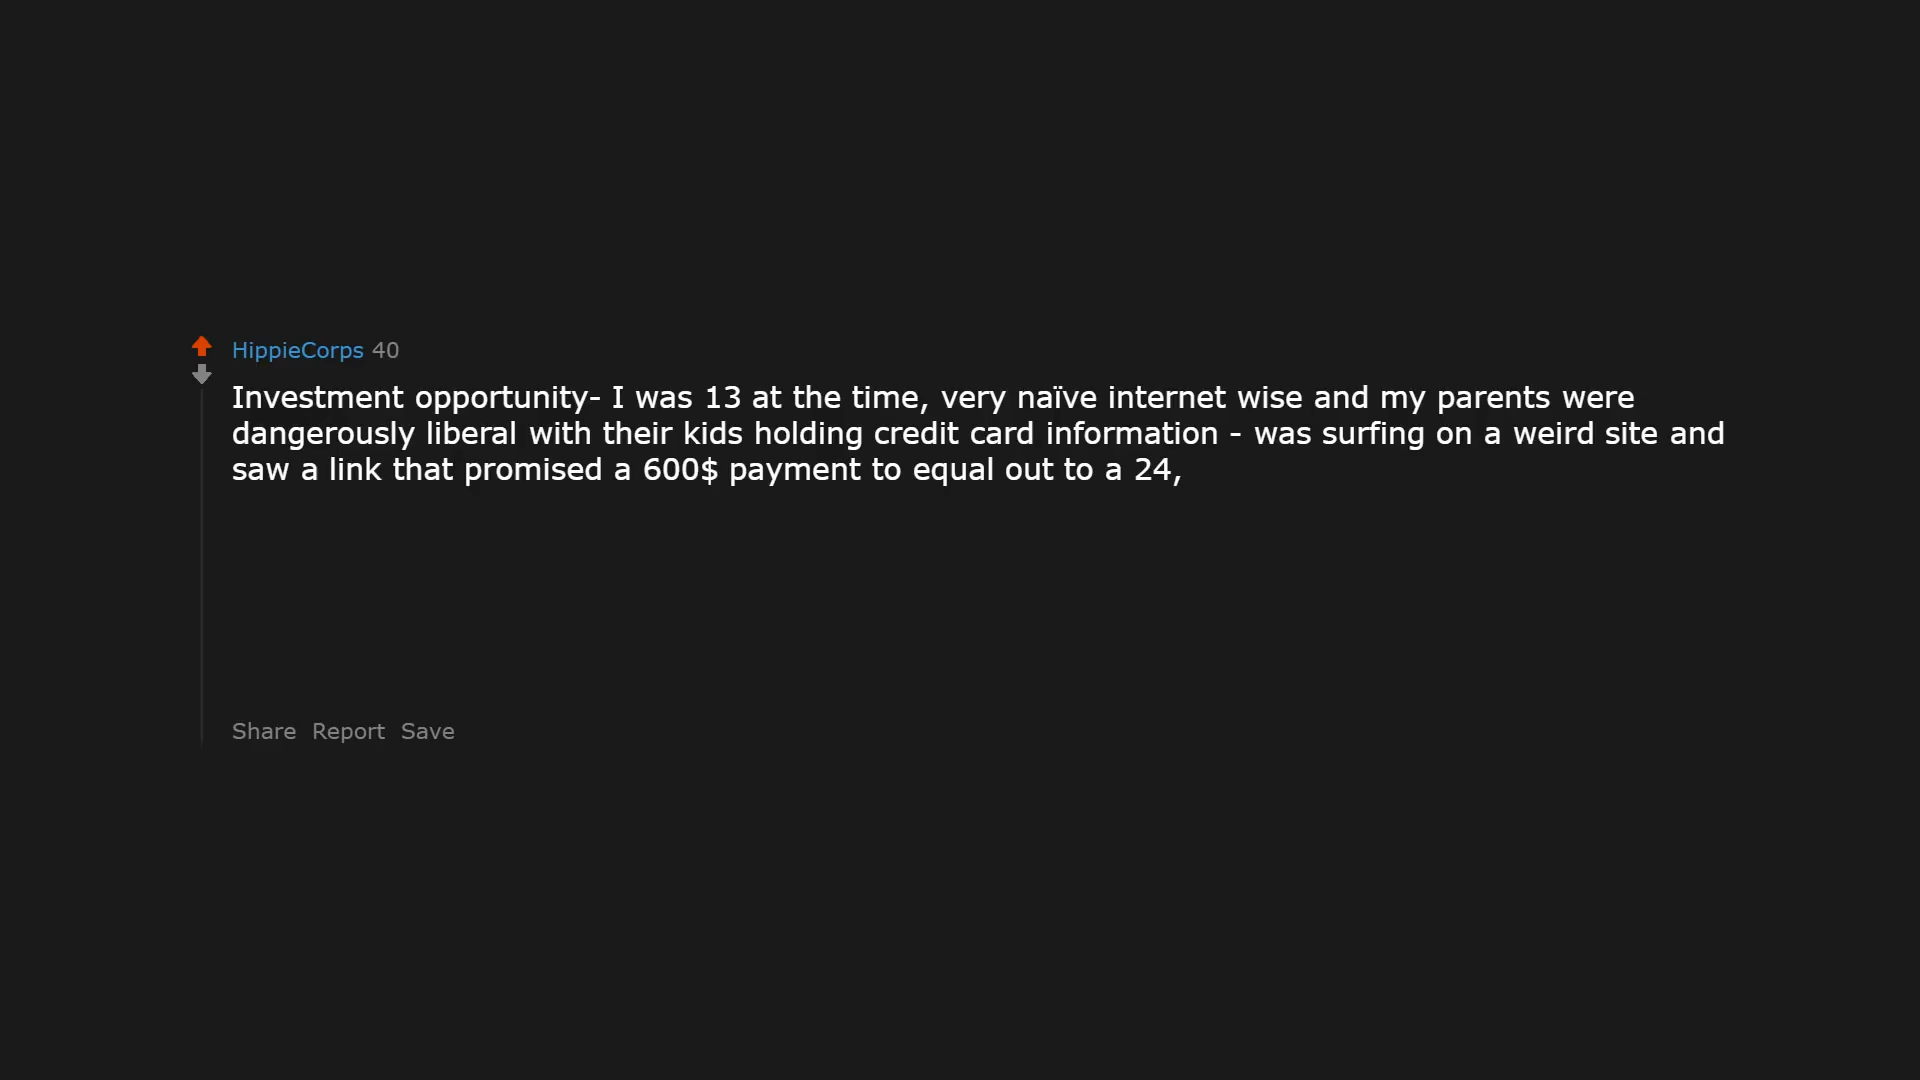 HippieCorps 40
Investment opportunity- I was 13 at the time, very naïve internet wise and my parents were
dangerously liberal with their kids holding credit card information - was surfing on a weird site and
saw a link that promised a 600$ payment to equal out to a 24,
Share Report Save